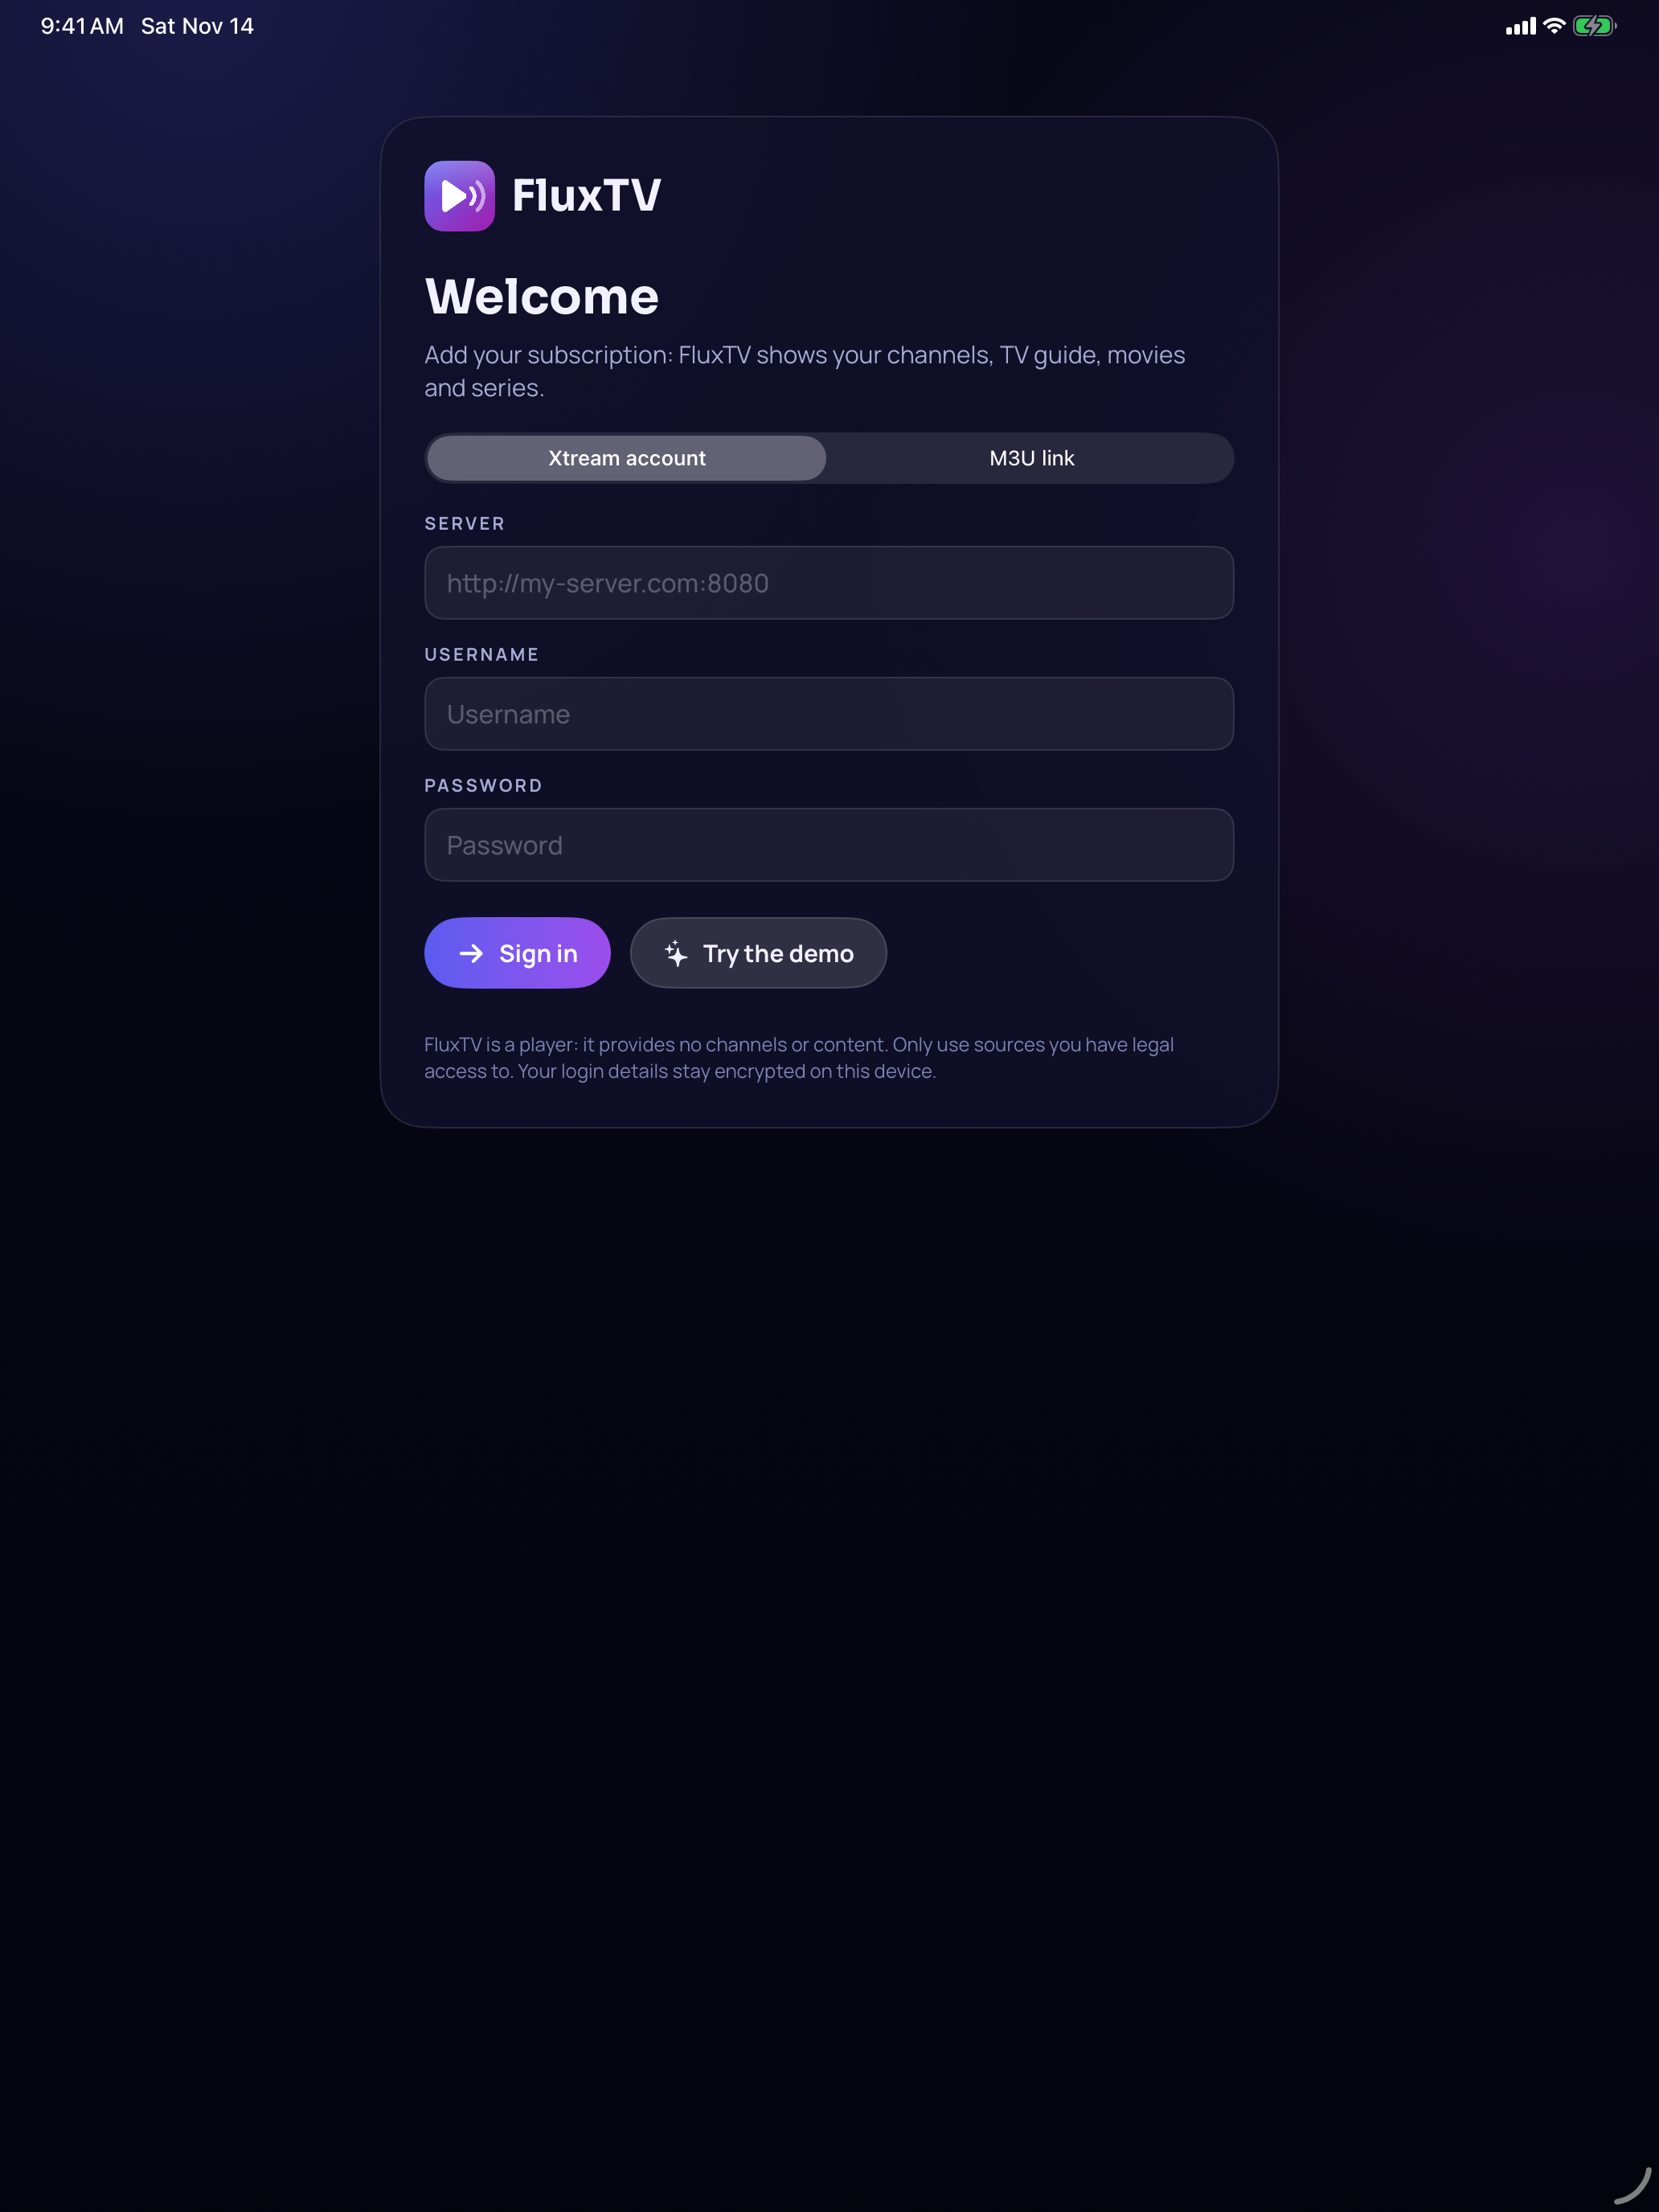 9:41 AM Sat Nov 14
FluxTV
Welcome
Add your subscription: FluxTV shows your channels, TV guide, movies
and series.
Xtream account
M3U link
SERVER
http://my-server.com:8080
USERNAME
Username
PASSWORD
Password
Sign in
Try the demo
FluxTV is a player: it provides no channels or content. Only use sources you have legal
access to. Your login details stay encrypted on this device.